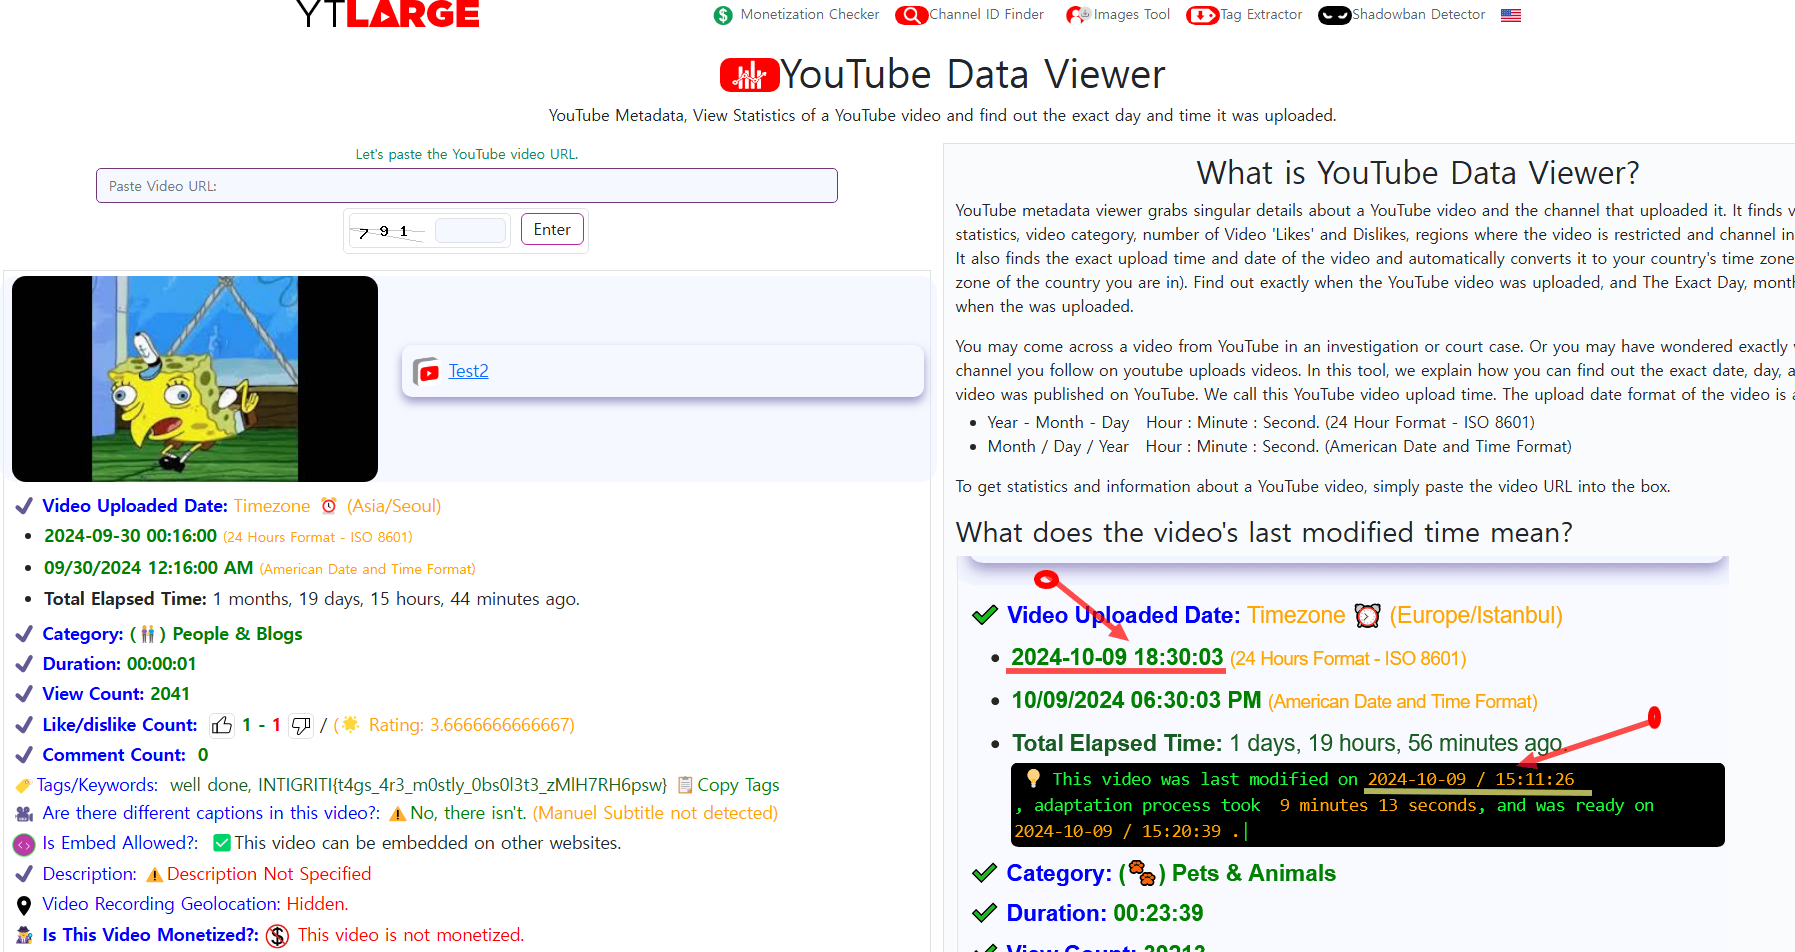 YTLARGE
Monetization Checker
Channel ID Finder
Images Tool
Tag Extractor
Shadowban Detector
YouTube Data Viewer
YouTube Metadata, View Statistics of a YouTube video and find out the exact day and time it was uploaded.
Let's paste the YouTube video URL.
Paste Video URL:
7 9 1
Enter
Test2
Video Uploaded Date: Timezone (Asia/Seoul)
2024-09-30 00:16:00 (24 Hours Format - ISO 8601)
09/30/2024 12:16:00 AM (American Date and Time Format)
Total Elapsed Time: 1 months, 19 days, 15 hours, 44 minutes ago.
Category: ( ) People & Blogs
Duration: 00:00:01
View Count: 2041
Like/dislike Count: 1 - 1 / ( Rating: 3.6666666666667)
Comment Count: 0
Tags/Keywords: well done, INTIGRITI{t4gs_4r3_m0stly_0bs0l3t3_zMlH7RH6psw} Copy Tags
Are there different captions in this video?: No, there isn't. (Manuel Subtitle not detected)
Is Embed Allowed?: This video can be embedded on other websites.
Description: Description Not Specified
Video Recording Geolocation: Hidden.
Is This Video Monetized?: This video is not monetized.
What is YouTube Data Viewer?
YouTube metadata viewer grabs singular details about a YouTube video and the channel that uploaded it. It finds v
statistics, video category, number of Video 'Likes' and Dislikes, regions where the video is restricted and channel in
It also finds the exact upload time and date of the video and automatically converts it to your country's time zone
zone of the country you are in). Find out exactly when the YouTube video was uploaded, and The Exact Day, mont
when the was uploaded.
You may come across a video from YouTube in an investigation or court case. Or you may have wondered exactly
channel you follow on youtube uploads videos. In this tool, we explain how you can find out the exact date, day, a
video was published on YouTube. We call this YouTube video upload time. The upload date format of the video is
Year - Month - Day Hour : Minute : Second. (24 Hour Format - ISO 8601)
Month / Day / Year Hour : Minute : Second. (American Date and Time Format)
To get statistics and information about a YouTube video, simply paste the video URL into the box.
What does the video's last modified time mean?
Video Uploaded Date: Timezone (Europe/Istanbul)
2024-10-09 18:30:03 (24 Hours Format - ISO 8601)
10/09/2024 06:30:03 PM (American Date and Time Format)
Total Elapsed Time: 1 days, 19 hours, 56 minutes ago.
This video was last modified on 2024-10-09 / 15:11:26
, adaptation process took 9 minutes 13 seconds, and was ready on
2024-10-09 / 15:20:39 .
Category: ( ) Pets & Animals
Duration: 00:23:39
View Count: 39213